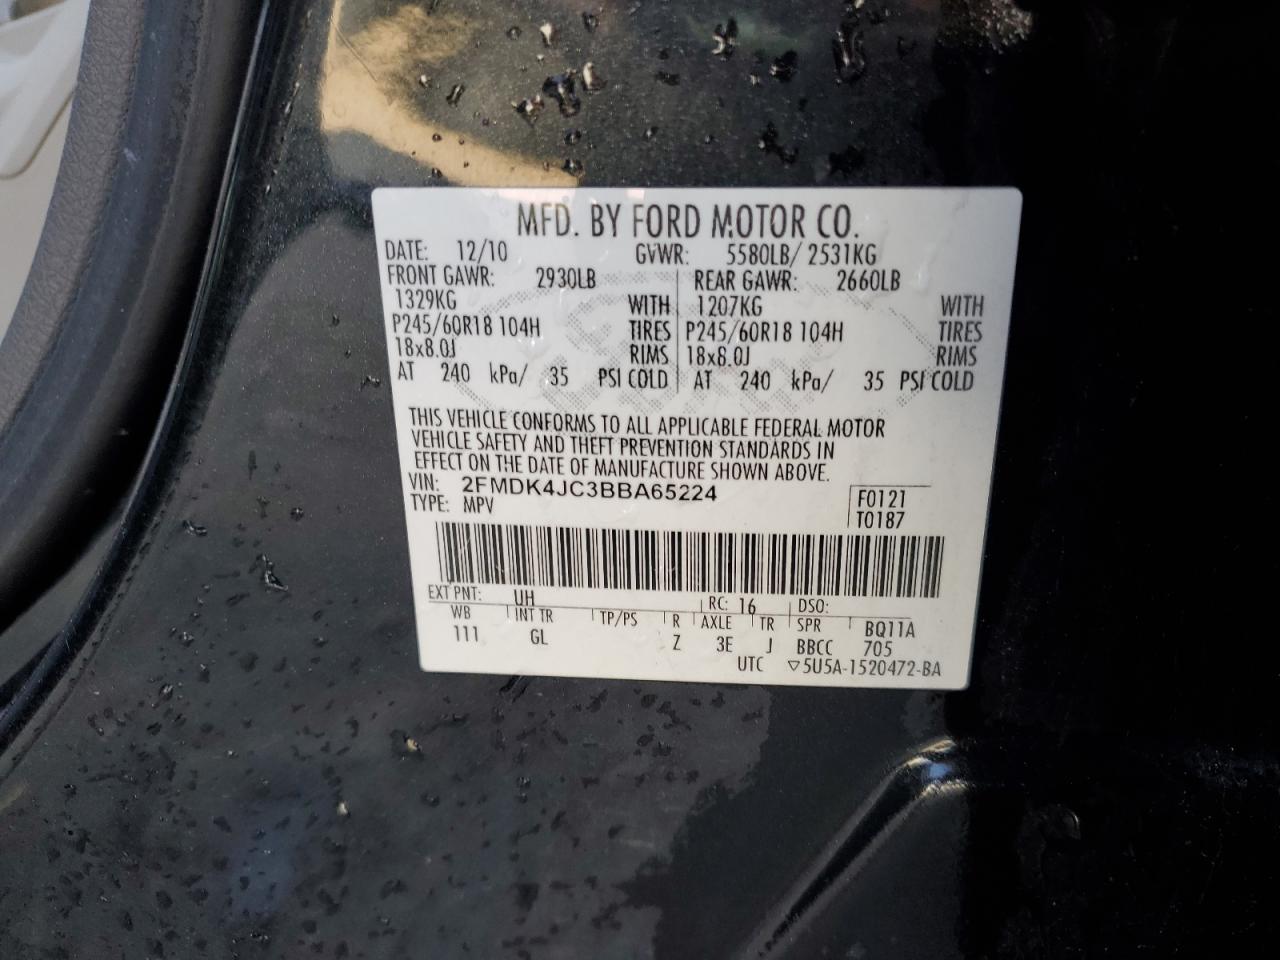 MFD. BY FORD MOTOR CO.
DATE: 12/10 GVWR: 5580LB/ 2531KG
FRONT GAWR: 2930LB REAR GAWR: 2660LB
1329KG WITH 1207KG WITH
P245/60R18 104H TIRES P245/60R18 104H TIRES
18x8.0J RIMS 18x8.0J RIMS
AT 240 kPa/ 35 PSI COLD AT 240 kPa/ 35 PSI COLD
THIS VEHICLE CONFORMS TO ALL APPLICABLE FEDERAL MOTOR
VEHICLE SAFETY AND THEFT PREVENTION STANDARDS IN
EFFECT ON THE DATE OF MANUFACTURE SHOWN ABOVE.
VIN: 2FMDK4JC3BBA65224 F0121
TYPE: MPV T0187
EXT PNT: UH RC: 16 DSO:
WB INT TR TP/PS R AXLE TR SPR BQ11A
111 GL Z 3E J BBCC 705
UTC ▽5U5A-1520472-BA